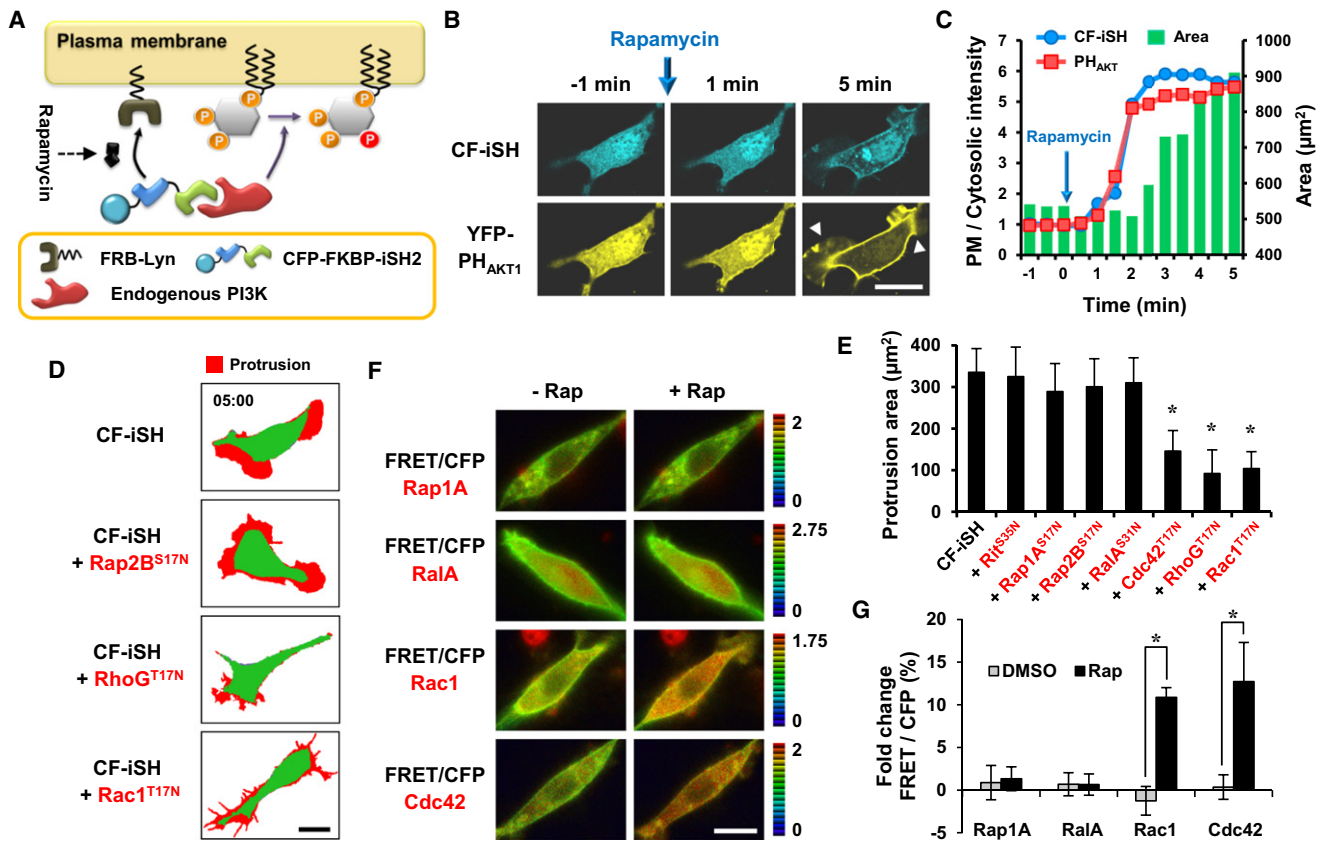 A
Plasma membrane
Rapamycin
P
P
P
P
P
P
P
P
FRB-Lyn
CFP-FKBP-iSH2
Endogenous PI3K
B
Rapamycin
-1 min
1 min
5 min
CF-iSH
YFP-
PHAKT1
C
CF-iSH
Area
PHAKT
Rapamycin
PM / Cytosolic intensity
7
6
5
4
3
2
1
0
1000
900
800
700
600
500
400
Area (µm²)
-1
0
1
2
3
4
5
Time (min)
D
Protrusion
05:00
CF-iSH
CF-iSH
+ Rap2BS17N
CF-iSH
+ RhoGT17N
CF-iSH
+ Rac1T17N
F
- Rap
+ Rap
FRET/CFP
Rap1A
2
0
FRET/CFP
RalA
2.75
0
FRET/CFP
Rac1
1.75
0
FRET/CFP
Cdc42
2
0
E
Protrusion area (µm²)
400
300
200
100
0
*
*
*
CF-iSH
+ RitS35N
+ Rap1AS17N
+ Rap2BS17N
+ RalAS31N
+ Cdc42T17N
+ RhoGT17N
+ Rac1T17N
G
Fold change
FRET / CFP (%)
20
15
10
5
0
-5
DMSO
Rap
*
*
Rap1A
RalA
Rac1
Cdc42